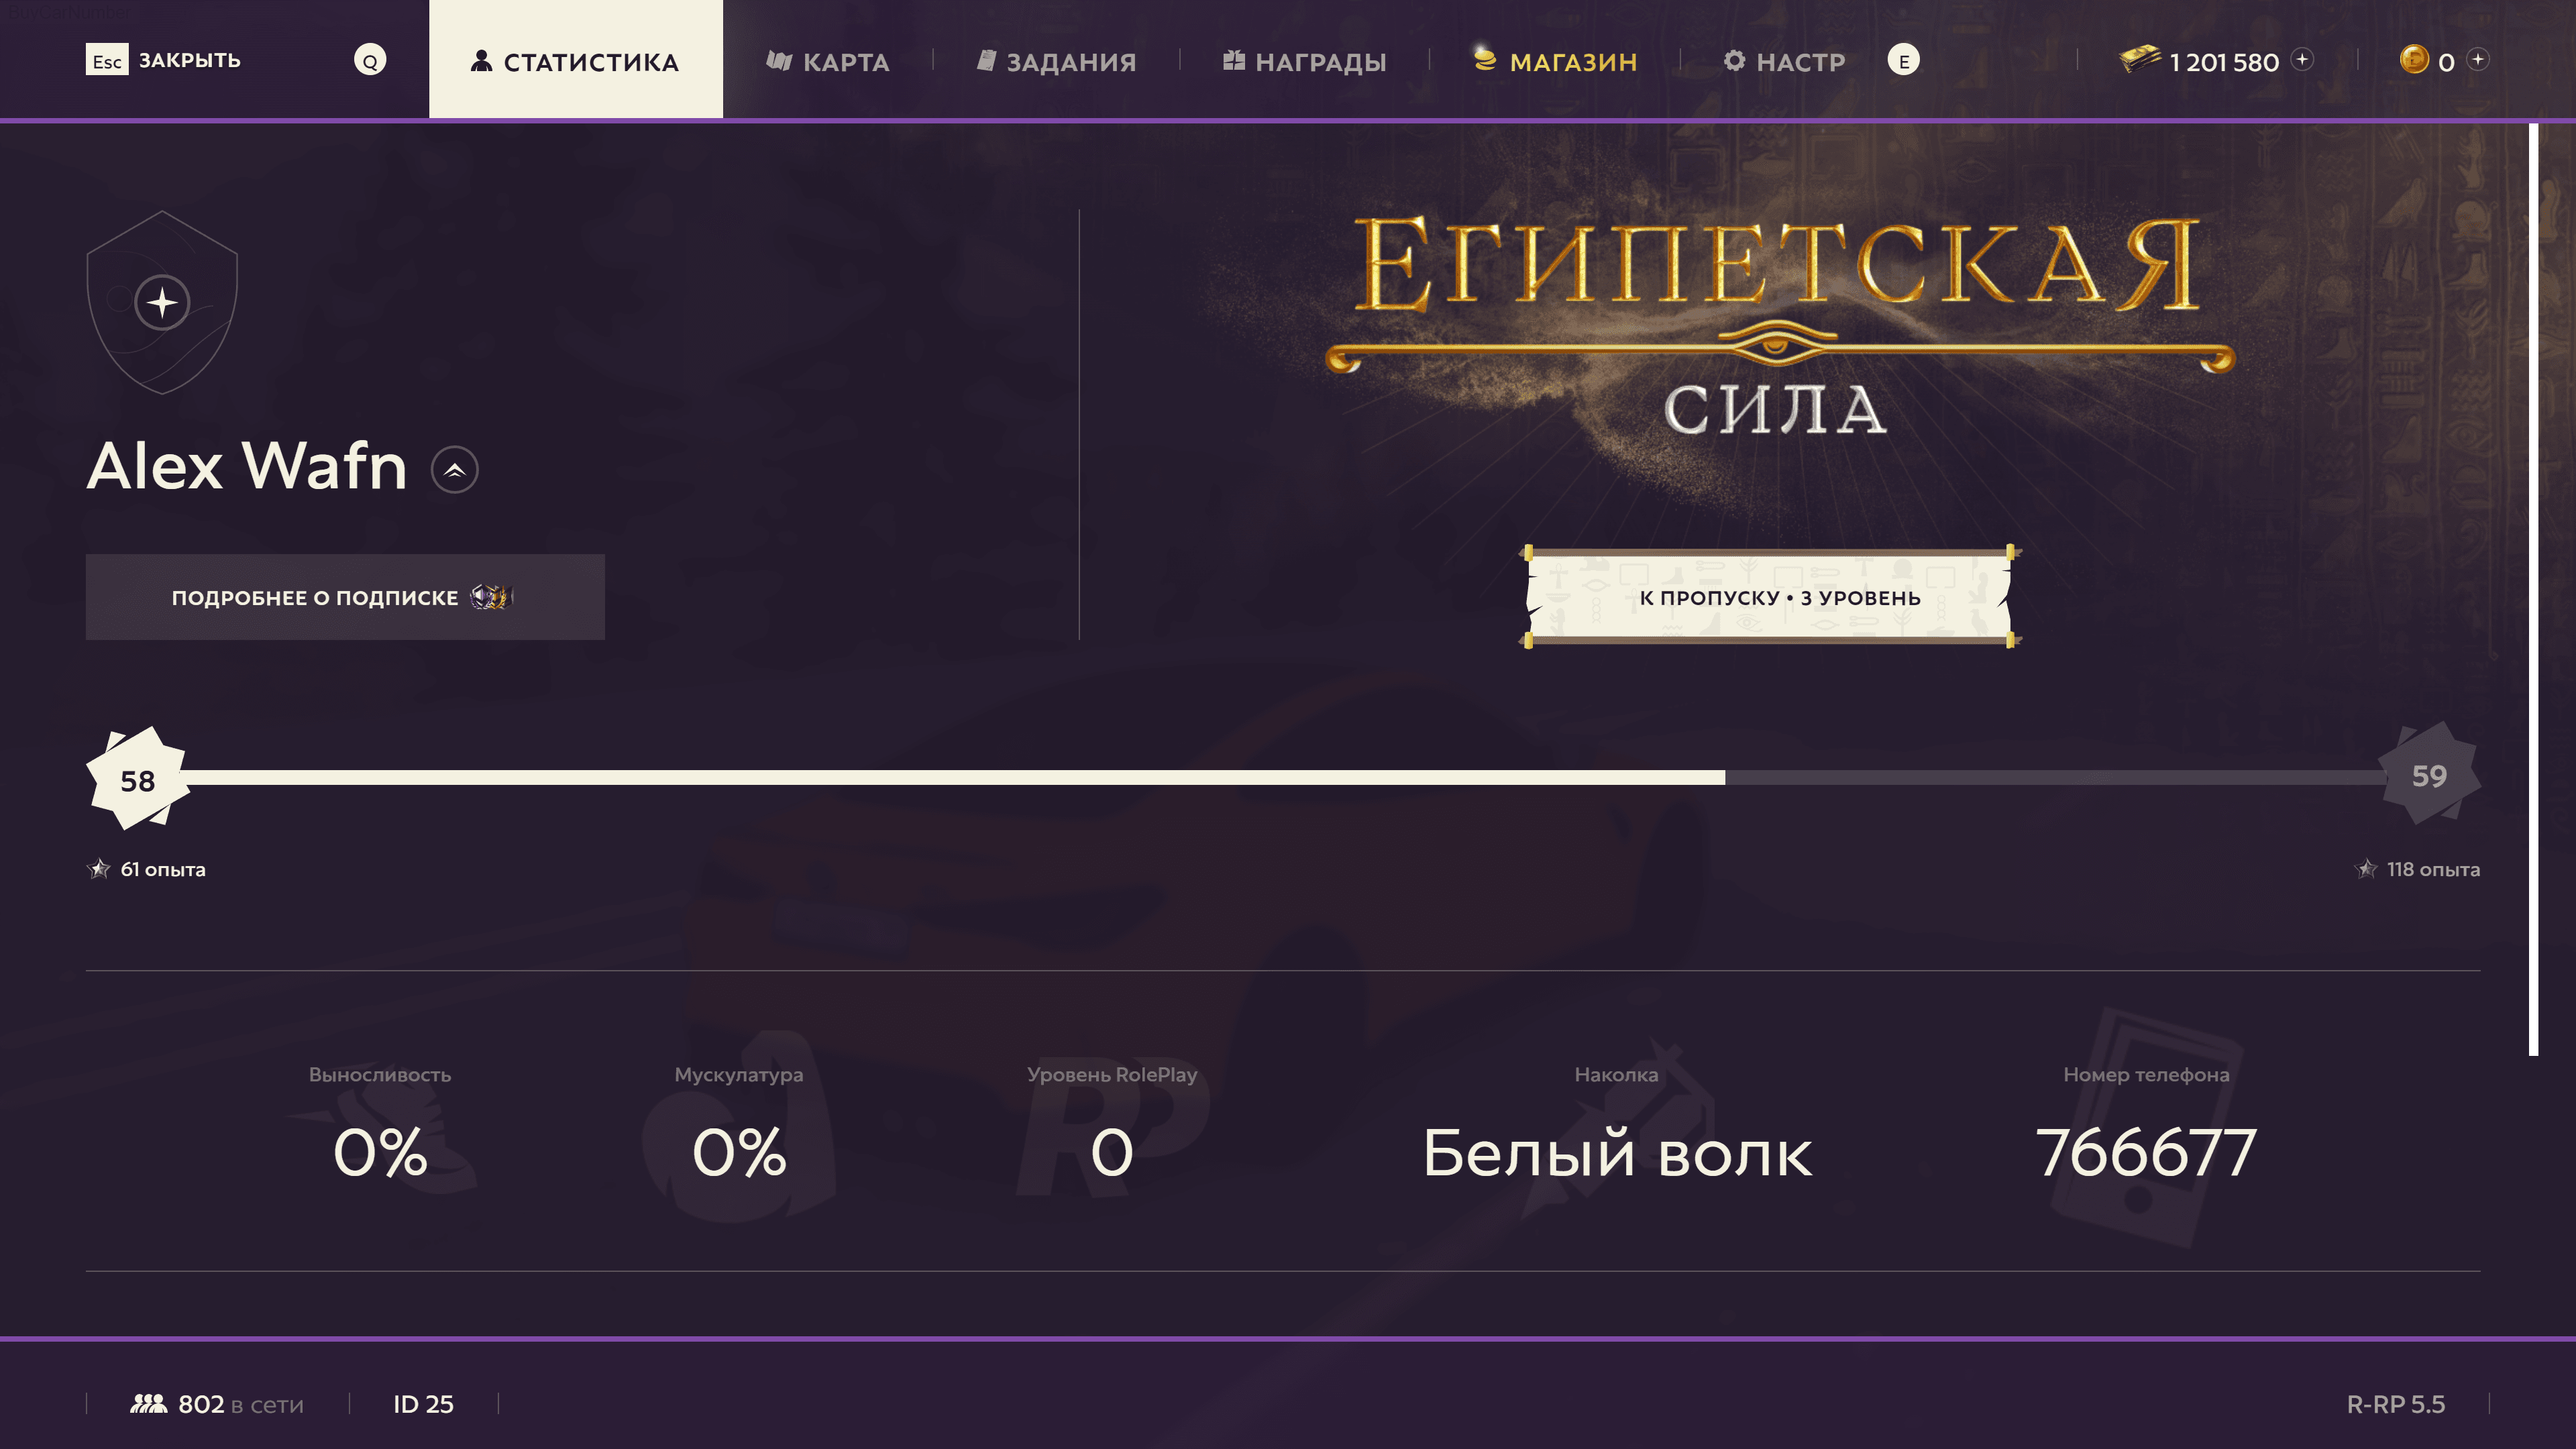 Esc ЗАКРЫТЬ Q СТАТИСТИКА КАРТА ЗАДАНИЯ НАГРАДЫ МАГАЗИН НАСТР E 1 201 580 0
ЕГИПЕТСКАЯ
СИЛА
Alex Wafn
ПОДРОБНЕЕ О ПОДПИСКЕ
К ПРОПУСКУ • 3 УРОВЕНЬ
58
59
61 опыта
118 опыта
Выносливость
0%
Мускулатура
0%
Уровень RolePlay
0
Наколка
Белый волк
Номер телефона
766677
802 в сети
ID 25
R-RP 5.5